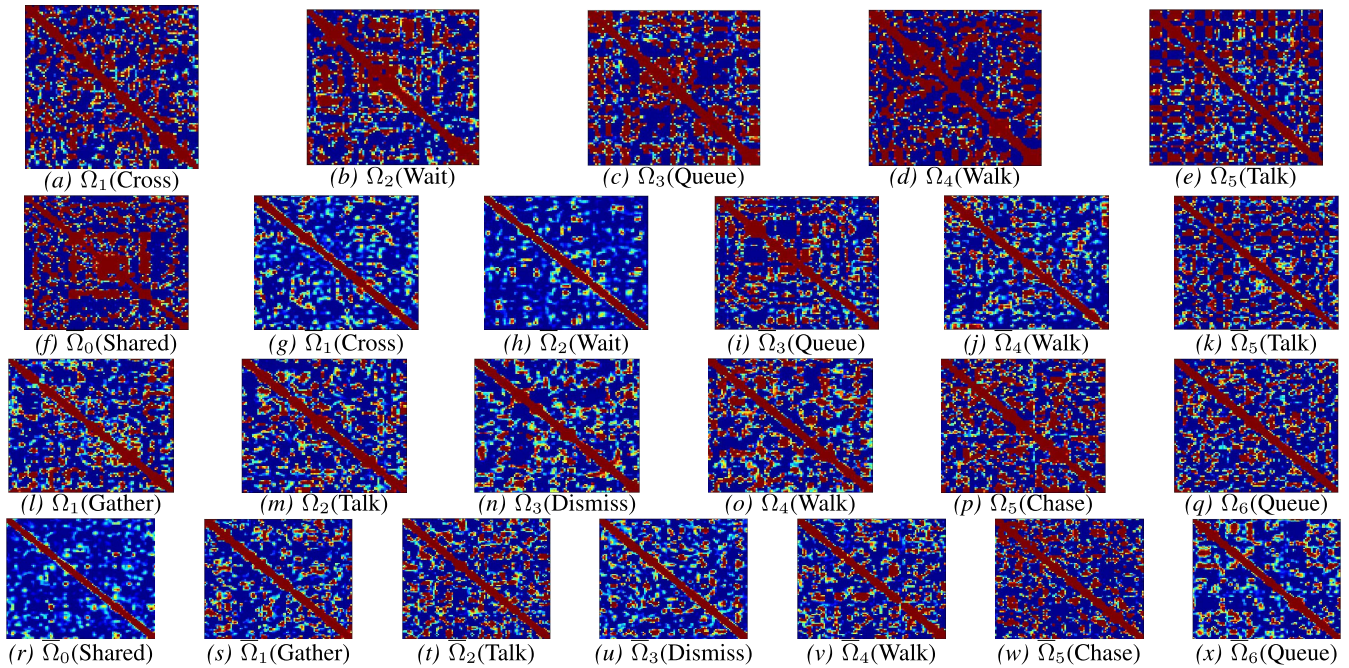 (a) Ω₁(Cross) (b) Ω₂(Wait) (c) Ω₃(Queue) (d) Ω₄(Walk) (e) Ω₅(Talk)
(f) Ω̅₀(Shared) (g) Ω̅₁(Cross) (h) Ω̅₂(Wait) (i) Ω̅₃(Queue) (j) Ω̅₄(Walk) (k) Ω̅₅(Talk)
(l) Ω₁(Gather) (m) Ω₂(Talk) (n) Ω₃(Dismiss) (o) Ω₄(Walk) (p) Ω₅(Chase) (q) Ω₆(Queue)
(r) Ω̅₀(Shared) (s) Ω̅₁(Gather) (t) Ω̅₂(Talk) (u) Ω̅₃(Dismiss) (v) Ω̅₄(Walk) (w) Ω̅₅(Chase) (x) Ω̅₆(Queue)